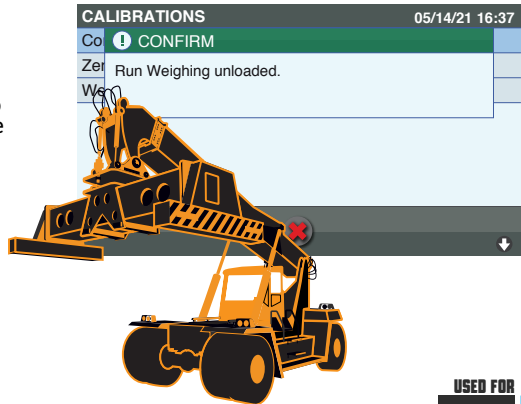 CALIBRATIONS 05/14/21 16:37
CONFIRM
Run Weighing unloaded.
USED FOR